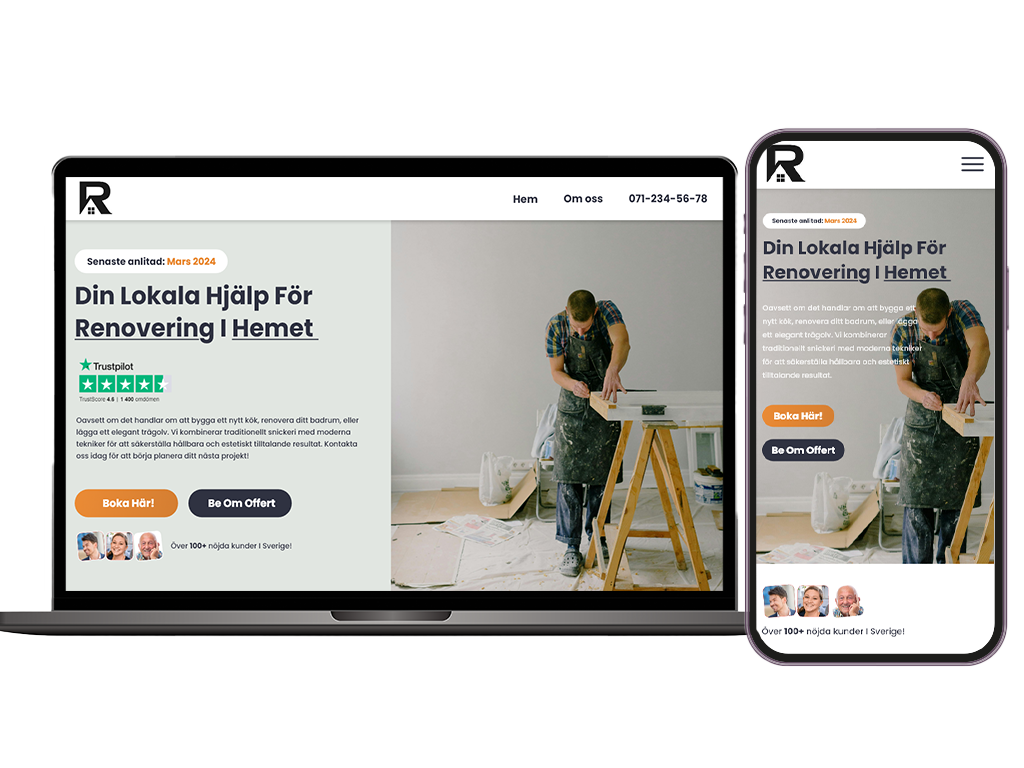 R
Hem Om oss 071-234-56-78
Senaste anlitad: Mars 2024
Din Lokala Hjälp För
Renovering I Hemet
Trustpilot
TrustScore 4.6 | 1 400 omdömen
Oavsett om det handlar om att bygga ett nytt kök, renovera ditt badrum, eller
lägga ett elegant trägolv. Vi kombinerar traditionellt snickeri med moderna
tekniker för att säkerställa hållbara och estetiskt tilltalande resultat. Kontakta
oss idag för att börja planera ditt nästa projekt!
Boka Här! Be Om Offert
Över 100+ nöjda kunder I Sverige!
R
Senaste anlitad: Mars 2024
Din Lokala Hjälp För
Renovering I Hemet
Oavsett om det handlar om att bygga ett
nytt kök, renovera ditt badrum, eller lägga
ett elegant trägolv. Vi kombinerar
traditionellt snickeri med moderna tekniker
för att säkerställa hållbara och estetiskt
tilltalande resultat.
Boka Här!
Be Om Offert
Över 100+ nöjda kunder I Sverige!